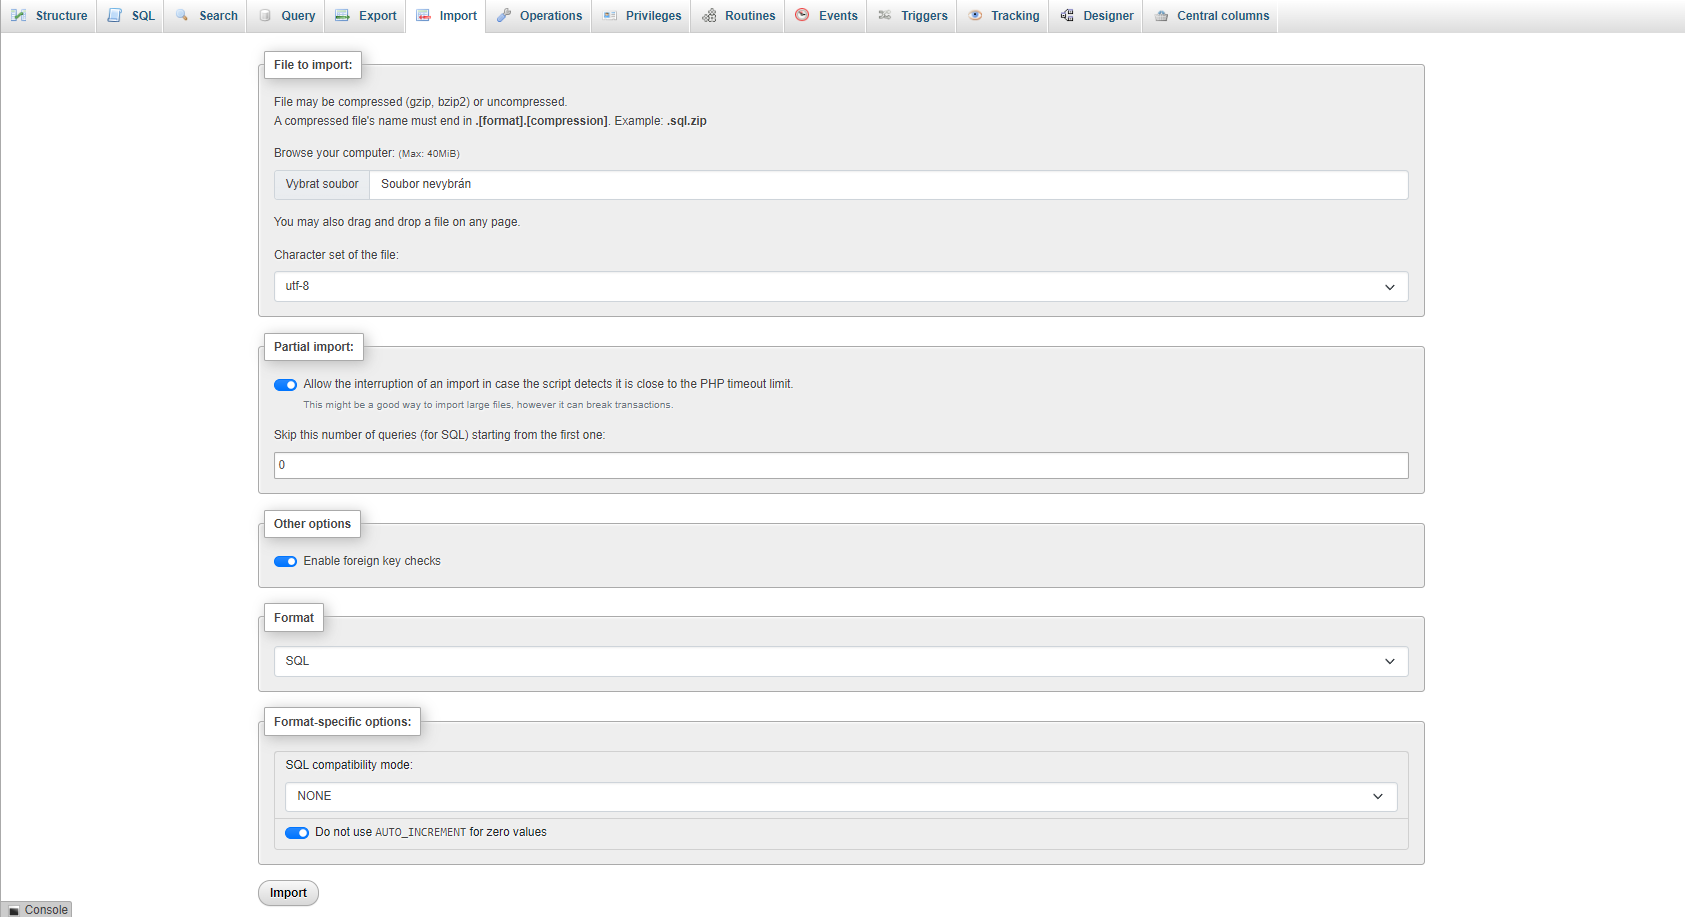 Structure SQL Search Query Export Import Operations Privileges Routines Events Triggers Tracking Designer Central columns
File to import:
File may be compressed (gzip, bzip2) or uncompressed.
A compressed file's name must end in .[format].[compression]. Example: .sql.zip
Browse your computer: (Max: 40MiB)
Vybrat soubor Soubor nevybrán
You may also drag and drop a file on any page.
Character set of the file:
utf-8
Partial import:
Allow the interruption of an import in case the script detects it is close to the PHP timeout limit.
This might be a good way to import large files, however it can break transactions.
Skip this number of queries (for SQL) starting from the first one:
0
Other options
Enable foreign key checks
Format
SQL
Format-specific options:
SQL compatibility mode:
NONE
Do not use AUTO_INCREMENT for zero values
Import
Console